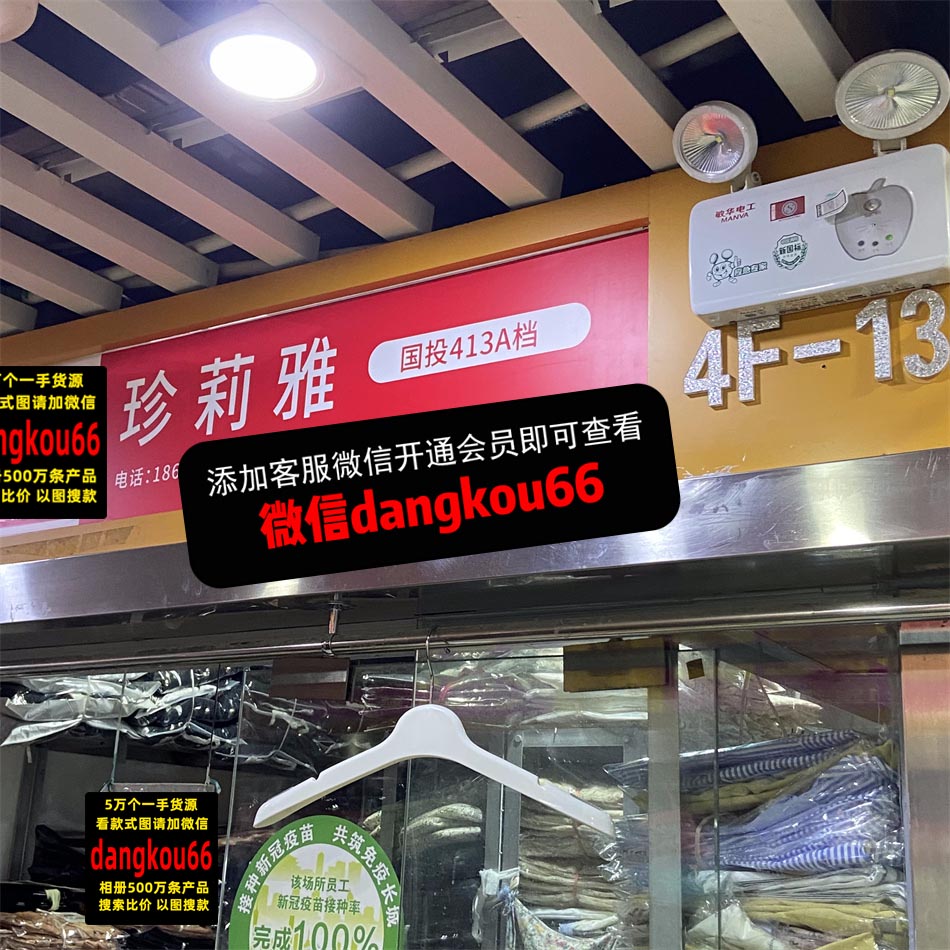 敏华电工
MANVA
新国标
应急专家
4F-13
珍莉雅
国投413A档
电话:186
万个一手货源
式图请加微信
ngkou66
500万条产品
比价 以图搜款
添加客服微信开通会员即可查看
微信dangkou66
5万个一手货源
看款式图请加微信
dangkou66
相册500万条产品
搜索比价 以图搜款
接种新冠疫苗 共筑免疫长城
该场所员工
新冠疫苗接种率
完成100%